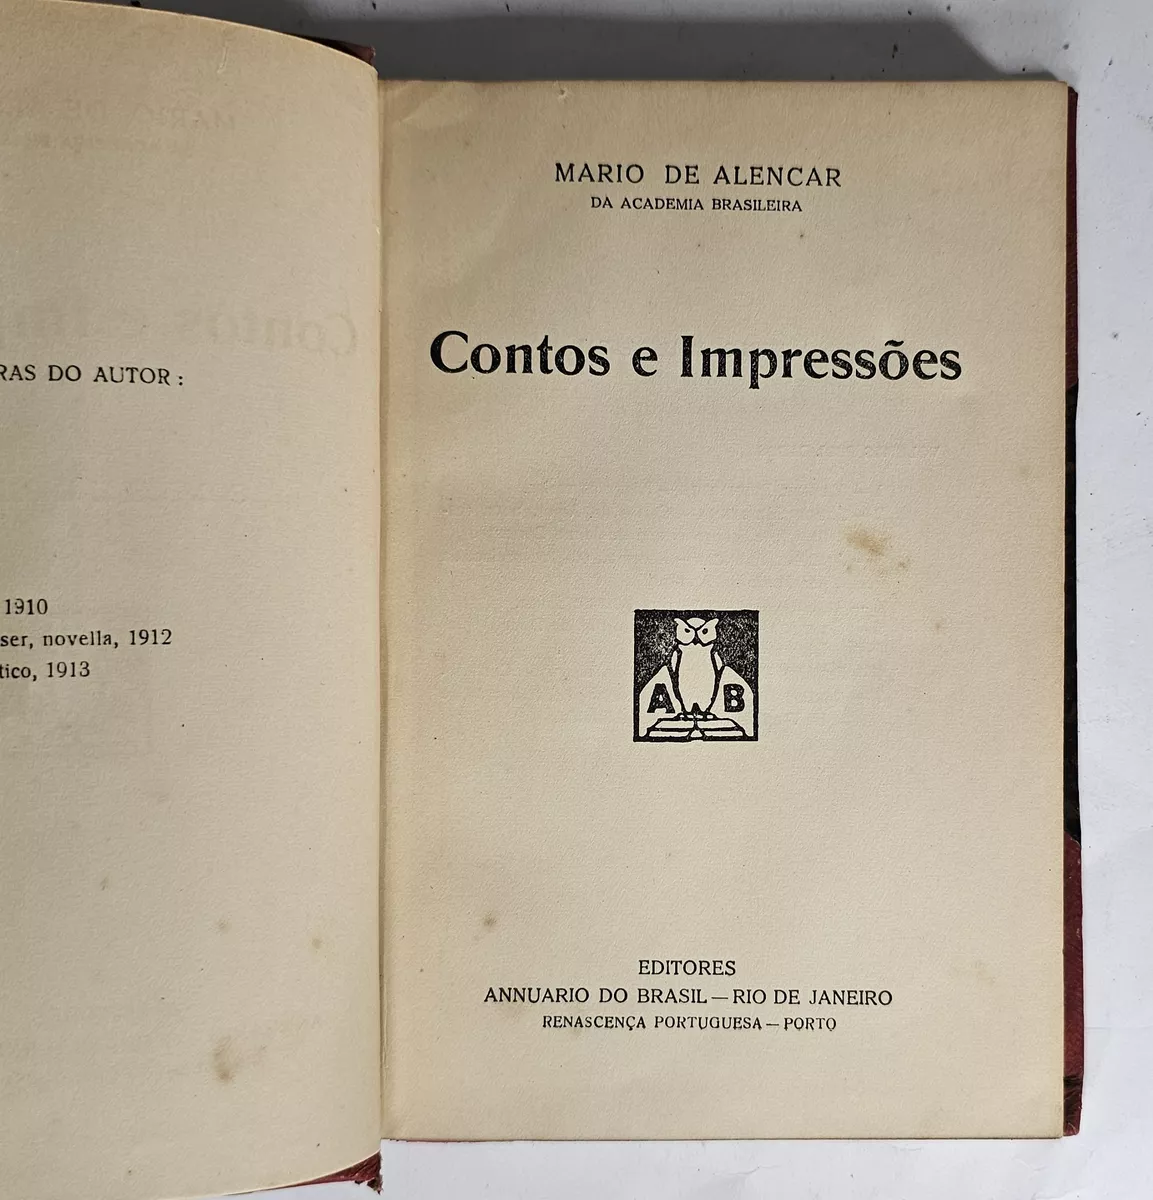 RAS DO AUTOR:
1910
ser, novella, 1912
tico, 1913
MARIO DE ALENCAR
DA ACADEMIA BRASILEIRA
Contos e Impressões
A B
EDITORES
ANNUARIO DO BRASIL — RIO DE JANEIRO
RENASCENÇA PORTUGUESA — PORTO